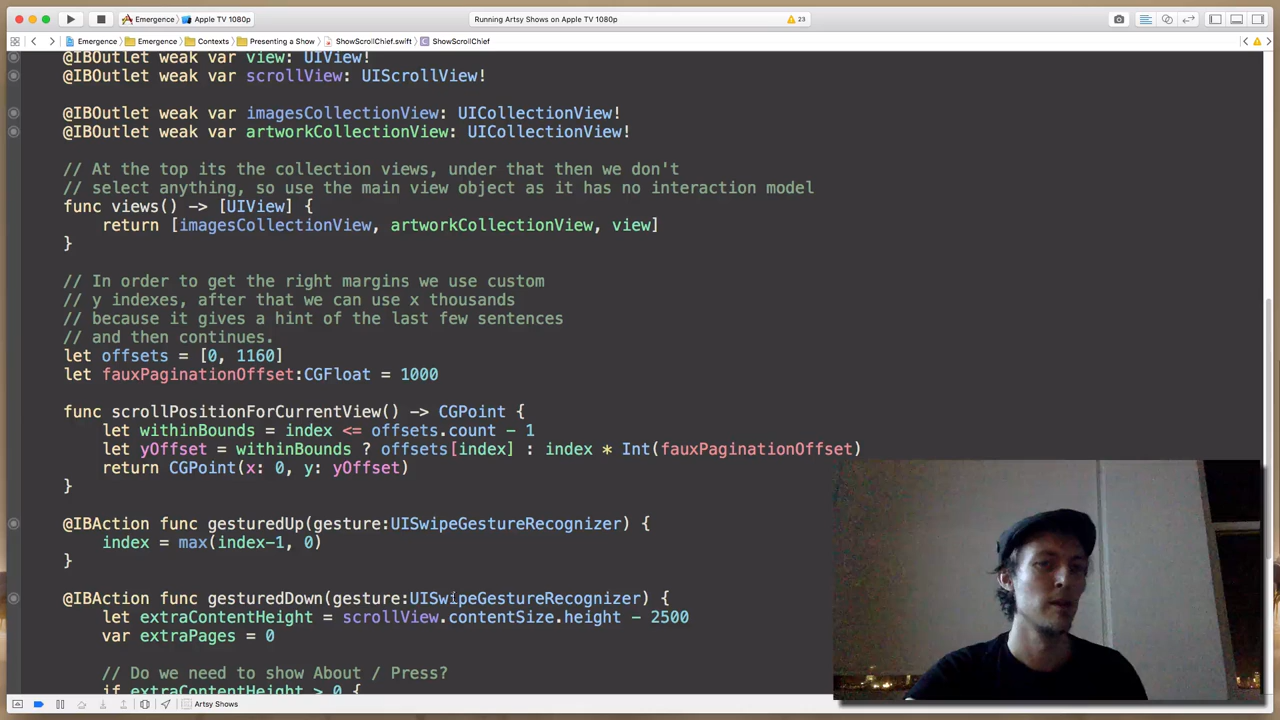 Emergence
Apple TV 1080p
Running Artsy Shows on Apple TV 1080p
23
Emergence
Emergence
Contexts
Presenting a Show
ShowScrollChief.swift
ShowScrollChief
@IBOutlet weak var view: UIView!
@IBOutlet weak var scrollView: UIScrollView!
@IBOutlet weak var imagesCollectionView: UICollectionView!
@IBOutlet weak var artworkCollectionView: UICollectionView!
// At the top its the collection views, under that then we don't
// select anything, so use the main view object as it has no interaction model
func views() -> [UIView] {
return [imagesCollectionView, artworkCollectionView, view]
}
// In order to get the right margins we use custom
// y indexes, after that we can use x thousands
// because it gives a hint of the last few sentences
// and then continues.
let offsets = [0, 1160]
let fauxPaginationOffset:CGFloat = 1000
func scrollPositionForCurrentView() -> CGPoint {
let withinBounds = index <= offsets.count - 1
let yOffset = withinBounds ? offsets[index] : index * Int(fauxPaginationOffset)
return CGPoint(x: 0, y: yOffset)
}
@IBAction func gesturedUp(gesture:UISwipeGestureRecognizer) {
index = max(index-1, 0)
}
@IBAction func gesturedDown(gesture:UISwipeGestureRecognizer) {
let extraContentHeight = scrollView.contentSize.height - 2500
var extraPages = 0
// Do we need to show About / Press?
if extraContentHeight > 0 {
Artsy Shows